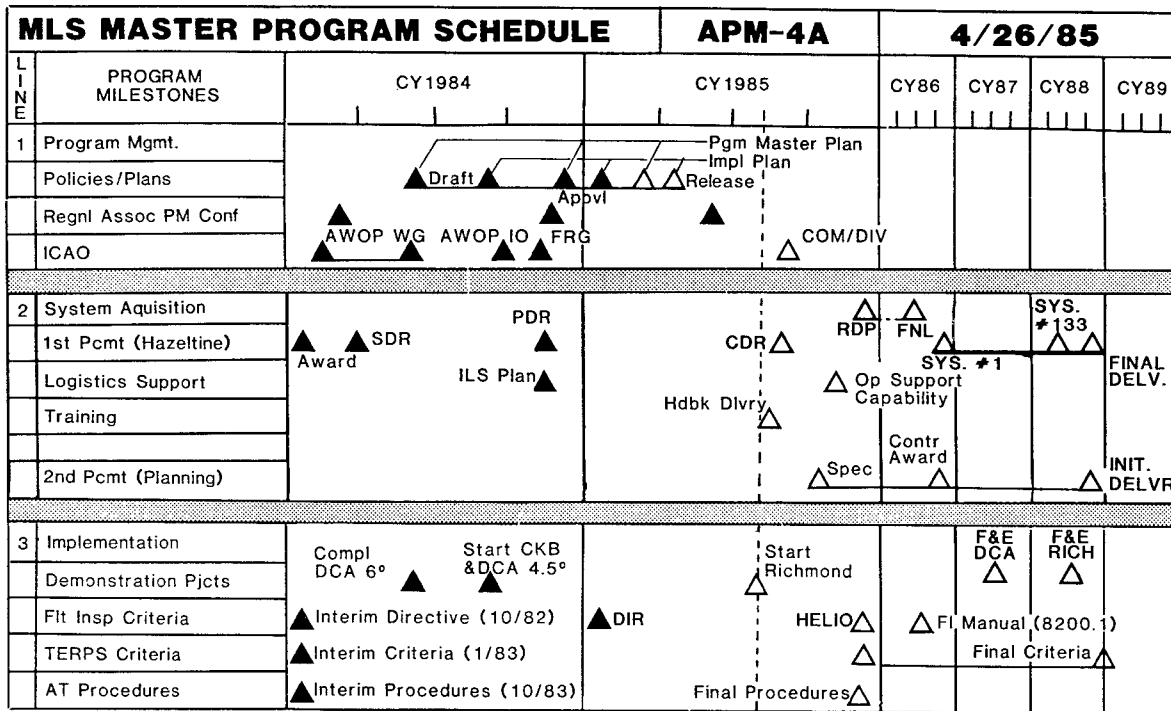 MLS MASTER PROGRAM SCHEDULE APM-4A 4/26/85
LINE PROGRAM MILESTONES CY1984 CY1985 CY86 CY87 CY88 CY89
1 Program Mgmt. Pgm Master Plan
Impl Plan
Policies/Plans Draft Appvl Release
Regnl Assoc PM Conf
ICAO AWOP WG AWOP IO FRG COM/DIV
2 System Aquisition RDP FNL SYS. #133
1st Pcmt (Hazeltine) Award SDR PDR CDR SYS. #1 FINAL DELV.
Logistics Support ILS Plan Op Support Capability
Training Hdbk Dlvry
2nd Pcmt (Planning) Spec Contr Award INIT. DELVR
3 Implementation
Demonstration Pjcts Compl DCA 6° Start CKB &DCA 4.5° Start Richmond F&E DCA F&E RICH
Flt Insp Criteria Interim Directive (10/82) DIR HELIO FI Manual (8200.1)
TERPS Criteria Interim Criteria (1/83) Final Criteria
AT Procedures Interim Procedures (10/83) Final Procedures